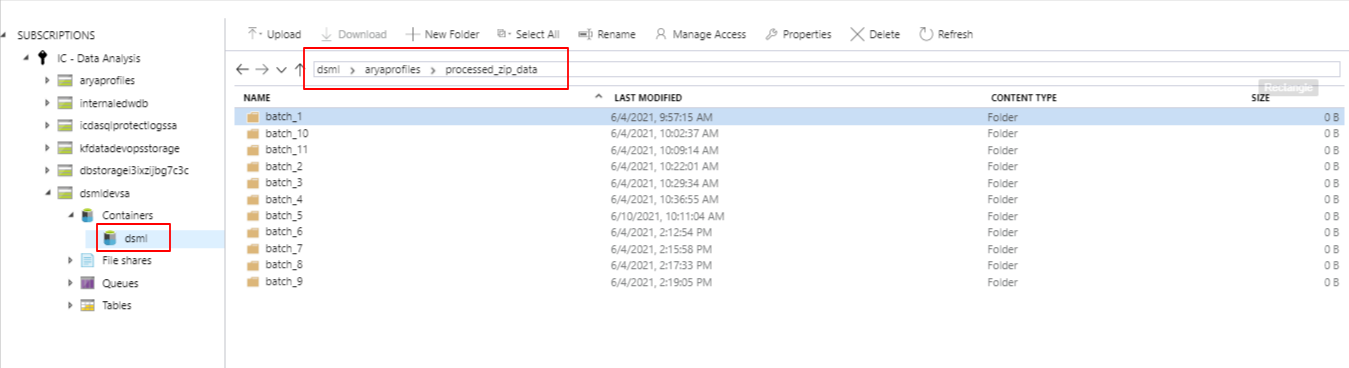 SUBSCRIPTIONS
IC - Data Analysis
aryaprofiles
internaledwdb
icdasqlprotectlogssa
kfdatadevopsstorage
dbstoragei3ixzijbg7c3c
dsmldevsa
Containers
dsml
File shares
Queues
Tables
Upload Download New Folder Select All Rename Manage Access Properties Delete Refresh
dsml > aryaprofiles > processed_zip_data
Rectangle
NAME LAST MODIFIED CONTENT TYPE SIZE
batch_1 6/4/2021, 9:57:15 AM Folder 0 B
batch_10 6/4/2021, 10:02:37 AM Folder 0 B
batch_11 6/4/2021, 10:09:14 AM Folder 0 B
batch_2 6/4/2021, 10:22:01 AM Folder 0 B
batch_3 6/4/2021, 10:29:34 AM Folder 0 B
batch_4 6/4/2021, 10:36:55 AM Folder 0 B
batch_5 6/10/2021, 10:11:04 AM Folder 0 B
batch_6 6/4/2021, 2:12:54 PM Folder 0 B
batch_7 6/4/2021, 2:15:58 PM Folder 0 B
batch_8 6/4/2021, 2:17:33 PM Folder 0 B
batch_9 6/4/2021, 2:19:05 PM Folder 0 B